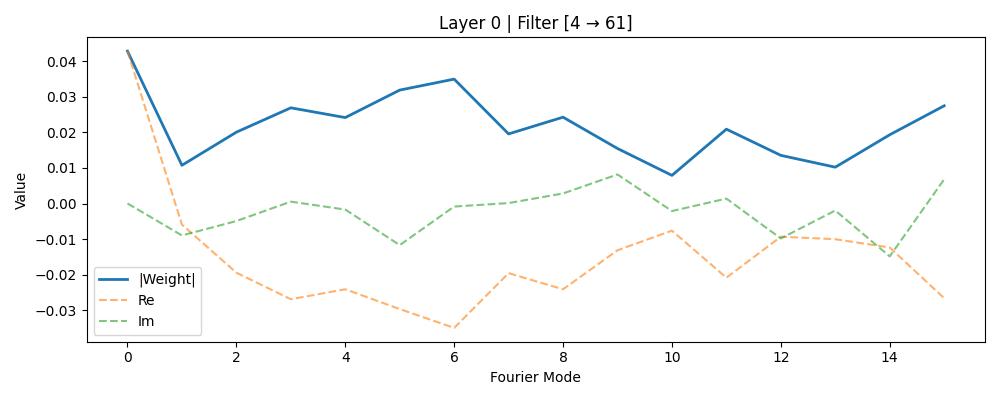 Layer 0 | Filter [4 → 61]
Value
0.04
0.03
0.02
0.01
0.00
−0.01
−0.02
−0.03
|Weight|
Re
Im
0 2 4 6 8 10 12 14
Fourier Mode